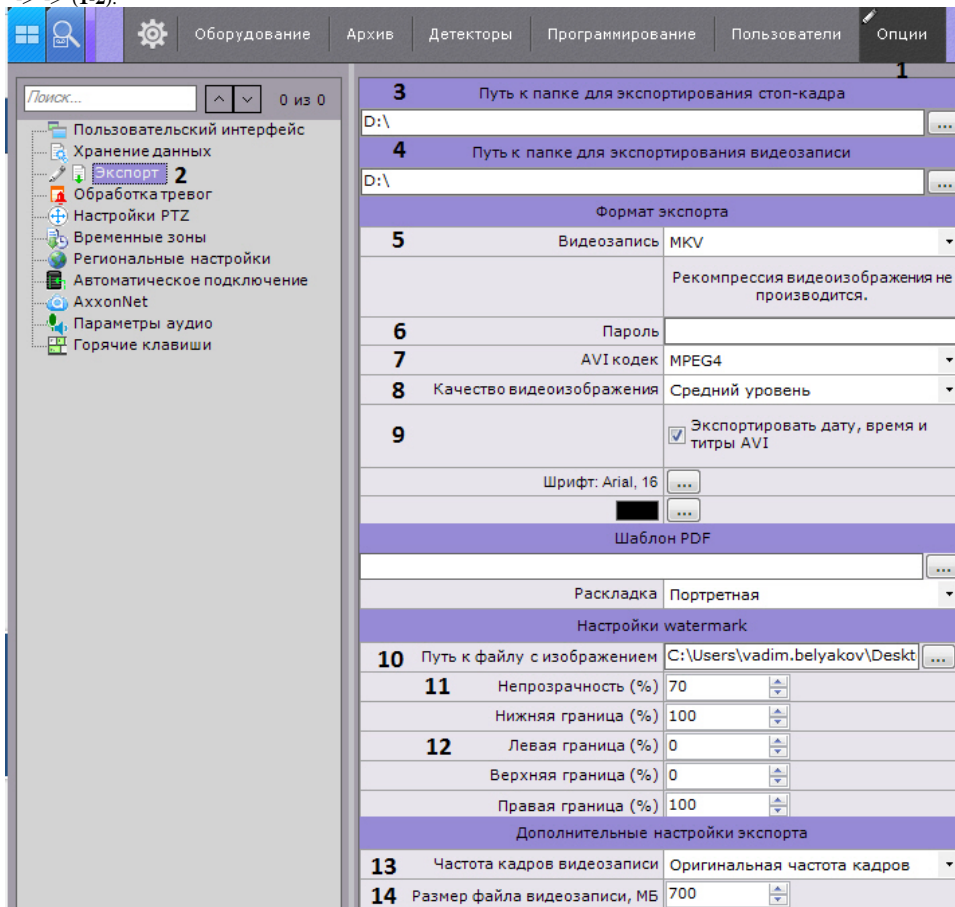 -> -> (1-2).
Оборудование Архив Детекторы Программирование Пользователи Опции
1
Поиск... 0 из 0
Пользовательский интерфейс
Хранение данных
Экспорт 2
Обработка тревог
Настройки PTZ
Временные зоны
Региональные настройки
Автоматическое подключение
AxxonNet
Параметры аудио
Горячие клавиши
3 Путь к папке для экспортирования стоп-кадра
D:\ ...
4 Путь к папке для экспортирования видеозаписи
D:\ ...
Формат экспорта
5 Видеозапись MKV
Рекомпрессия видеоизображения не
производится.
6 Пароль
7 AVI кодек MPEG4
8 Качество видеоизображения Средний уровень
9 Экспортировать дату, время и
титры AVI
Шрифт: Arial, 16 ...
...
Шаблон PDF
...
Раскладка Портретная
Настройки watermark
10 Путь к файлу с изображением C:\Users\vadim.belyakov\Deskt ...
11 Непрозрачность (%) 70
Нижняя граница (%) 100
12 Левая граница (%) 0
Верхняя граница (%) 0
Правая граница (%) 100
Дополнительные настройки экспорта
13 Частота кадров видеозаписи Оригинальная частота кадров
14 Размер файла видеозаписи, МБ 700